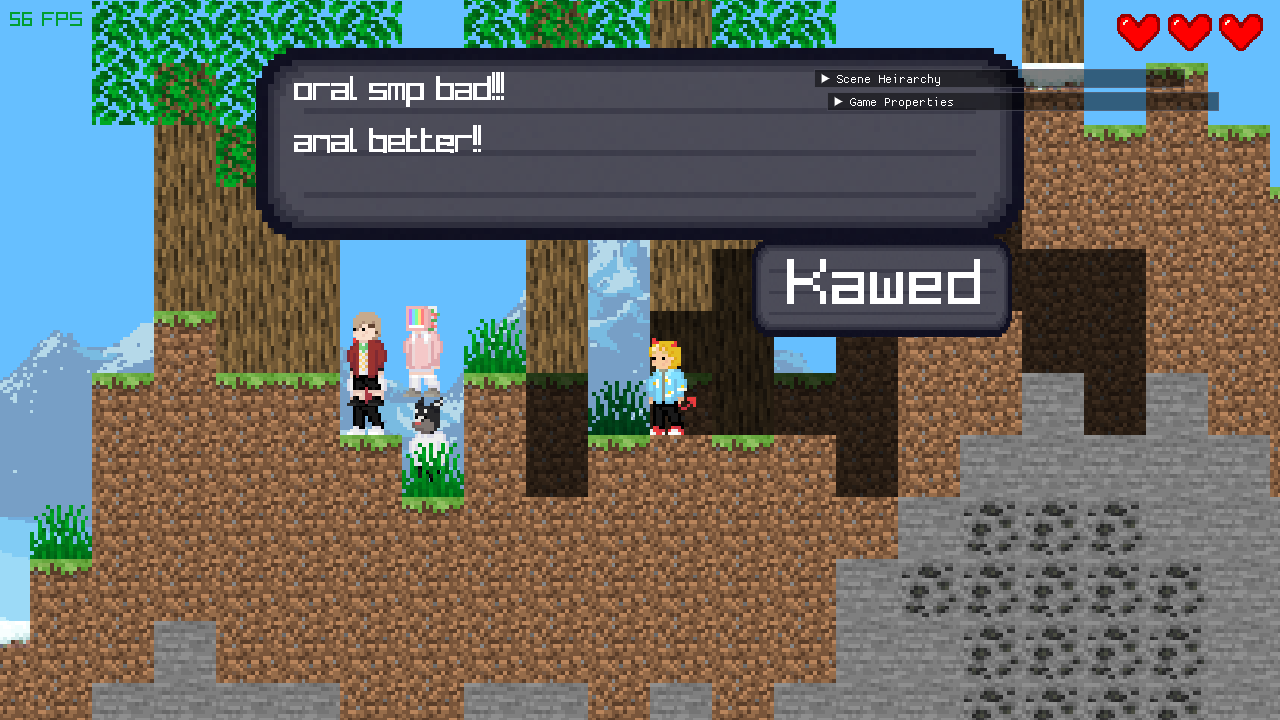 56 FPS
oral smp bad!!!
anal better!!
Scene Heirarchy
Game Properties
Kawed